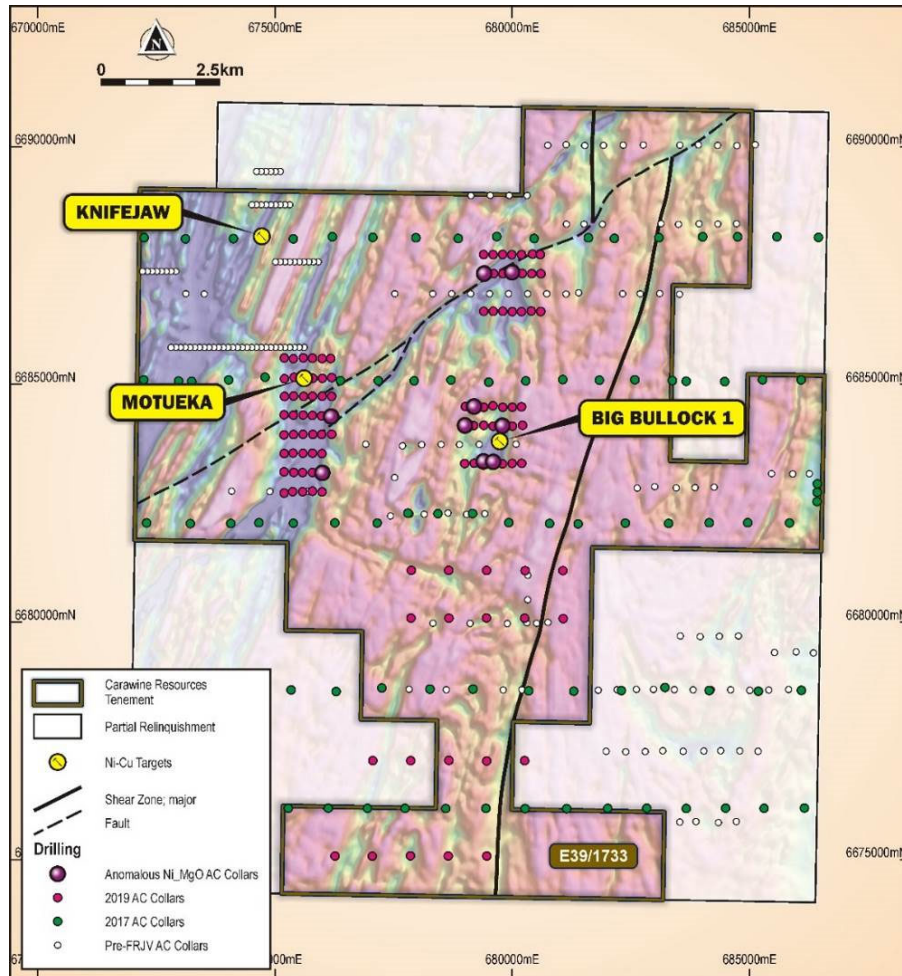 670000mE
675000mE
680000mE
685000mE
N
0 2.5km
6690000mN
6690000mN
KNIFEJAW
6685000mN
6685000mN
MOTUEKA
BIG BULLOCK 1
6680000mN
6680000mN
Carawine Resources
Tenement
Partial Relinquishment
Ni-Cu Targets
Shear Zone; major
Fault
Drilling
Anomalous Ni_MgO AC Collars
2019 AC Collars
2017 AC Collars
Pre-FRJV AC Collars
E39/1733
6675000mN
675000mE
680000mE
685000mE